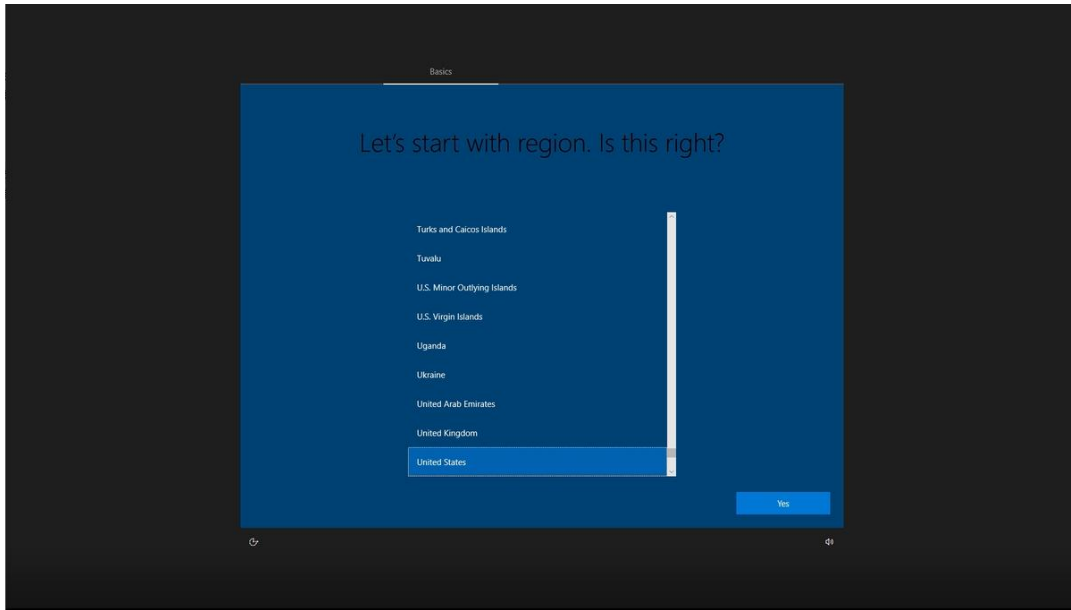 Basics
Let's start with region. Is this right?
Turks and Caicos Islands
Tuvalu
U.S. Minor Outlying Islands
U.S. Virgin Islands
Uganda
Ukraine
United Arab Emirates
United Kingdom
United States
Yes